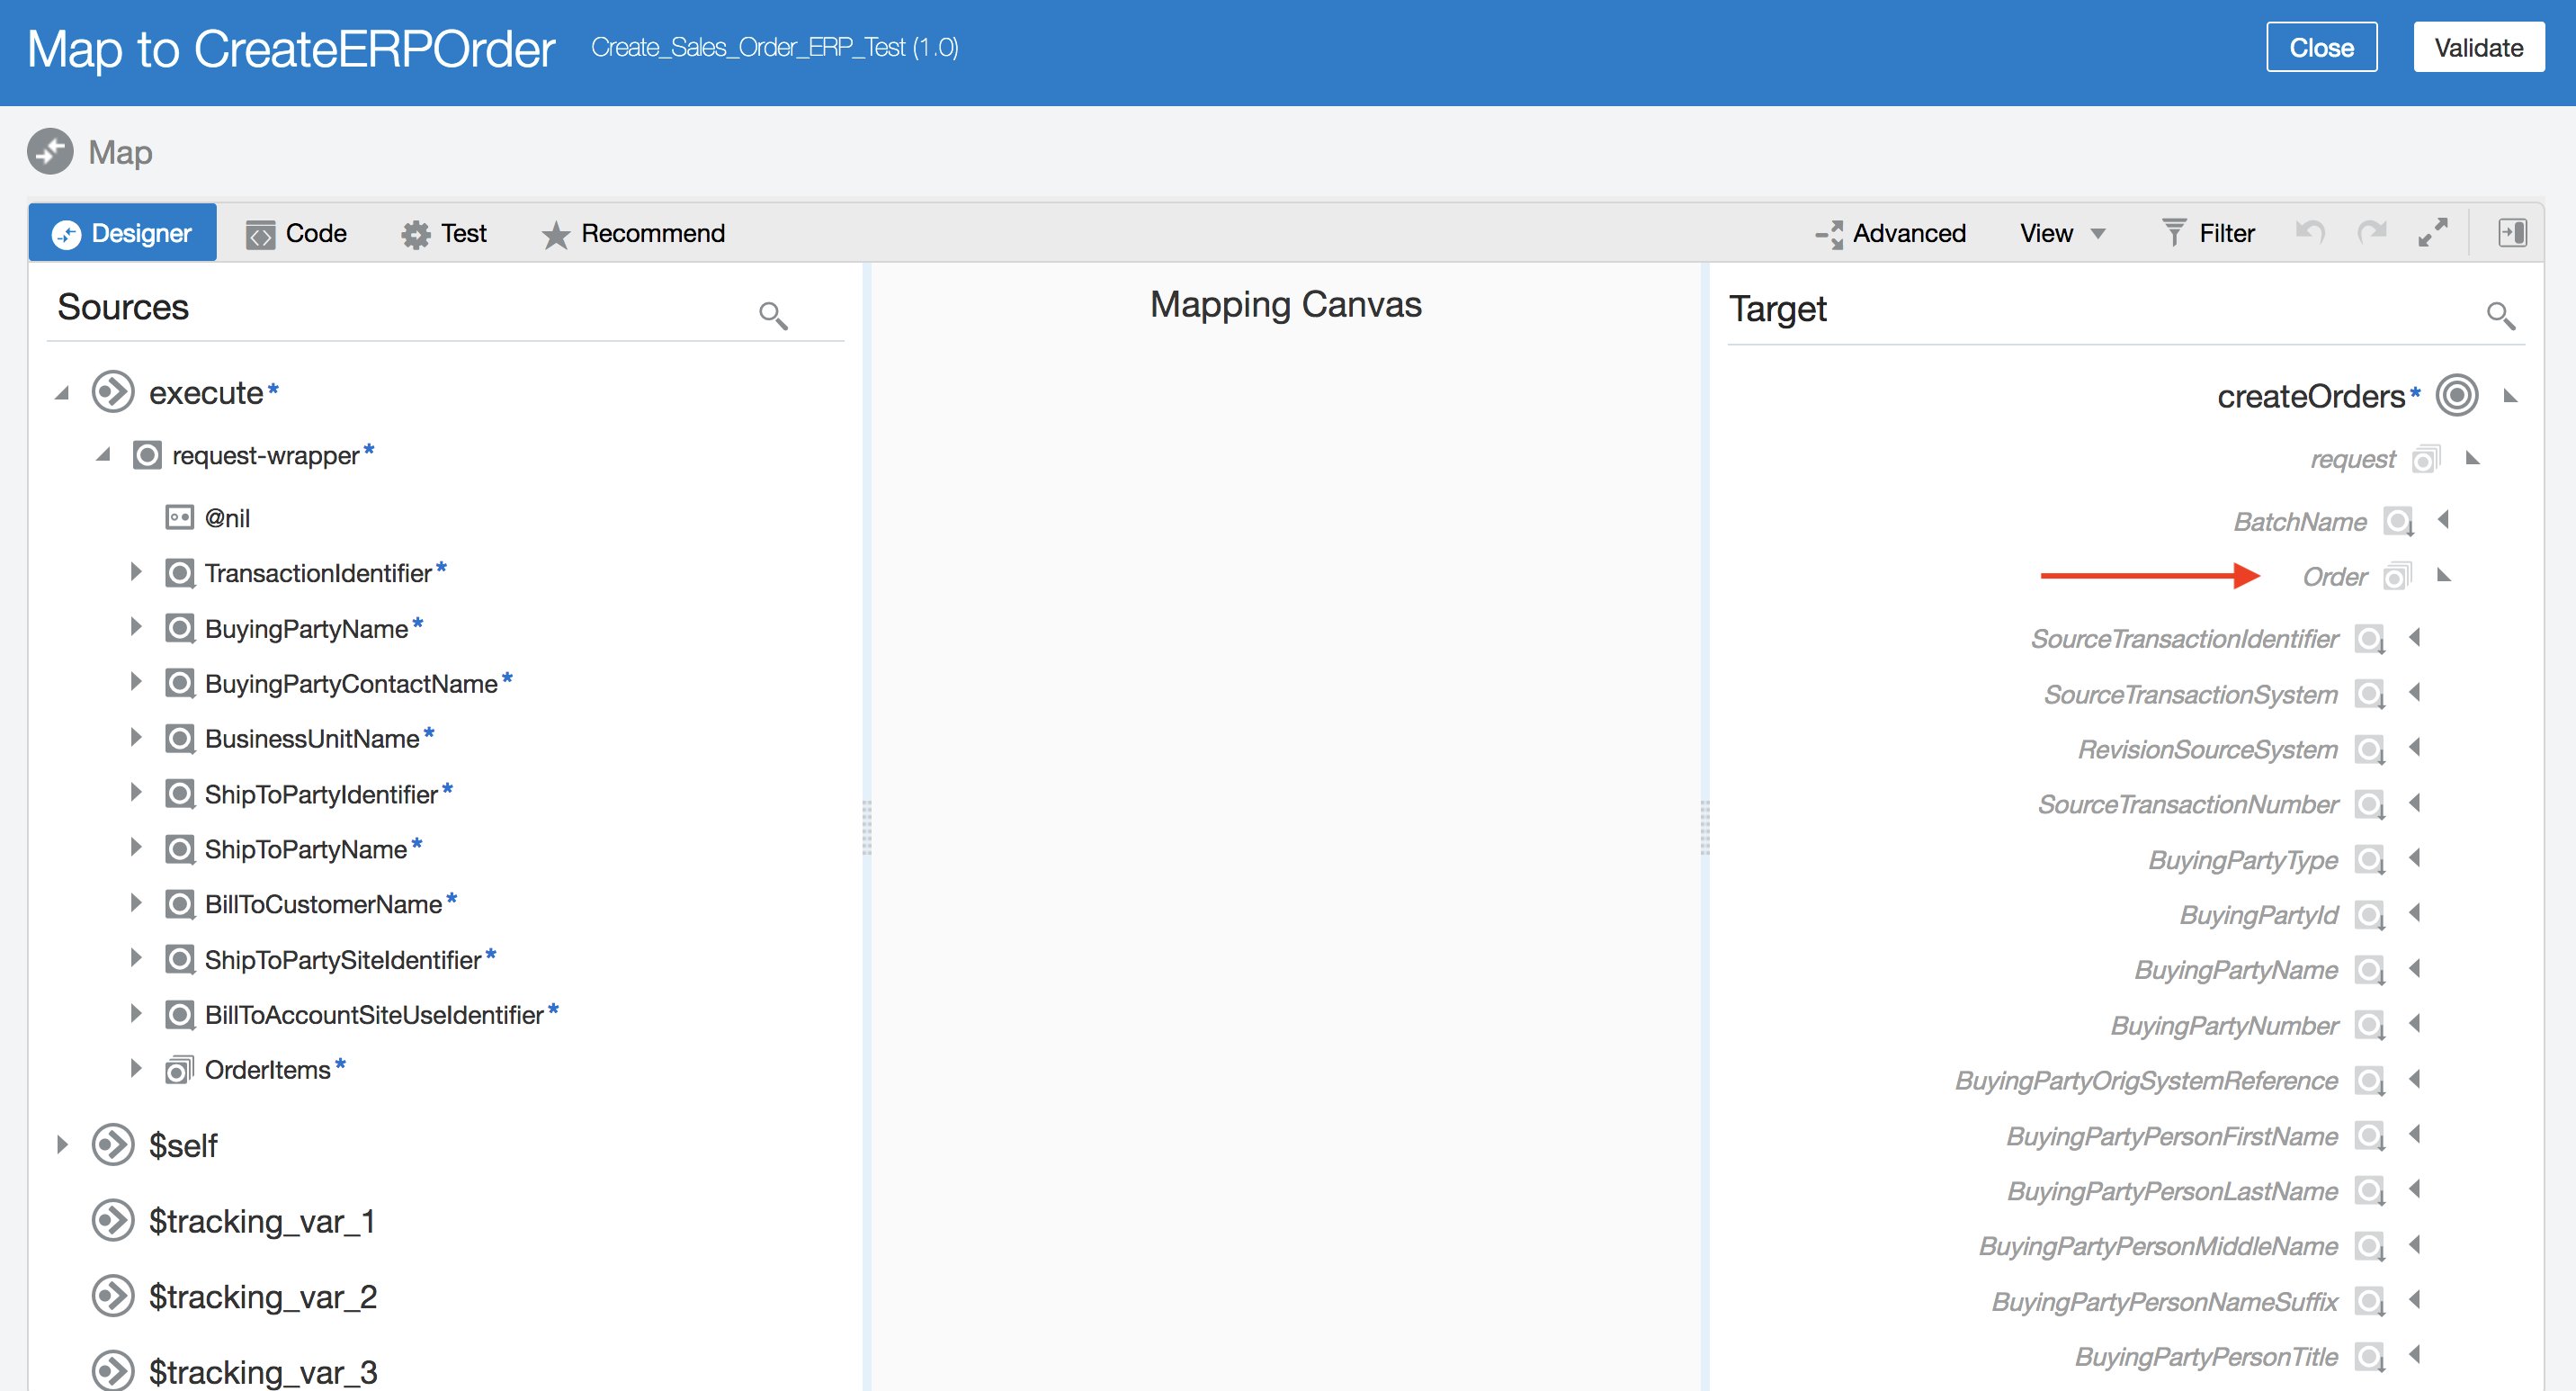 Map to CreateERPOrder Create_Sales_Order_ERP_Test (1.0) Close Validate
Map
Designer Code Test Recommend Advanced View Filter
Sources
execute*
request-wrapper*
@nil
TransactionIdentifier*
BuyingPartyName*
BuyingPartyContactName*
BusinessUnitName*
ShipToPartyIdentifier*
ShipToPartyName*
BillToCustomerName*
ShipToPartySiteIdentifier*
BillToAccountSiteUseIdentifier*
OrderItems*
$self
$tracking_var_1
$tracking_var_2
$tracking_var_3
Mapping Canvas
Target
createOrders*
request
BatchName
Order
SourceTransactionIdentifier
SourceTransactionSystem
RevisionSourceSystem
SourceTransactionNumber
BuyingPartyType
BuyingPartyId
BuyingPartyName
BuyingPartyNumber
BuyingPartyOrigSystemReference
BuyingPartyPersonFirstName
BuyingPartyPersonLastName
BuyingPartyPersonMiddleName
BuyingPartyPersonNameSuffix
BuyingPartyPersonTitle